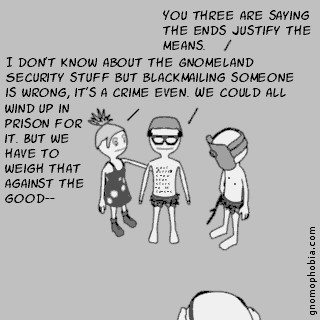 YOU THREE ARE SAYING
THE ENDS JUSTIFY THE
MEANS.
I DON'T KNOW ABOUT THE GNOMELAND
SECURITY STUFF BUT BLACKMAILING SOMEONE
IS WRONG, IT'S A CRIME EVEN. WE COULD ALL
WIND UP IN
PRISON FOR
IT. BUT WE
HAVE TO
WEIGH THAT
AGAINST THE
GOOD--
gnomophobia.com